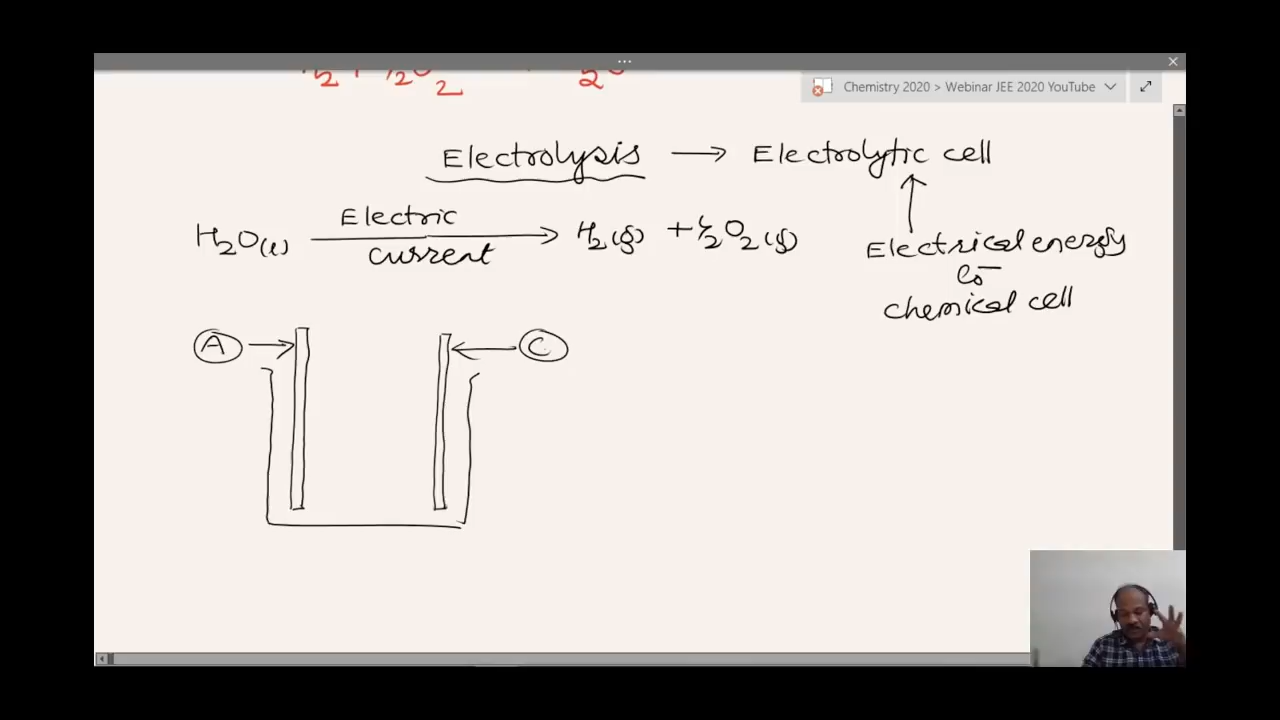 Chemistry 2020 > Webinar JEE 2020 YouTube
Electrolysis → Electrolytic cell
H₂O(l) Electric current → H₂(g) + ½O₂(g)
Electrical energy
to
chemical cell
A
C